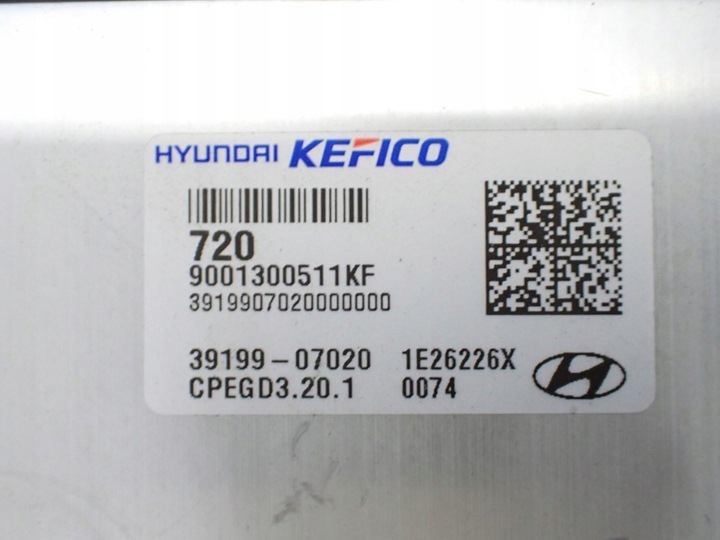 HYUNDAI KEFICO
720
9001300511KF
3919907020000000
39199-07020 1E26226X
CPEGD3.20.1 0074